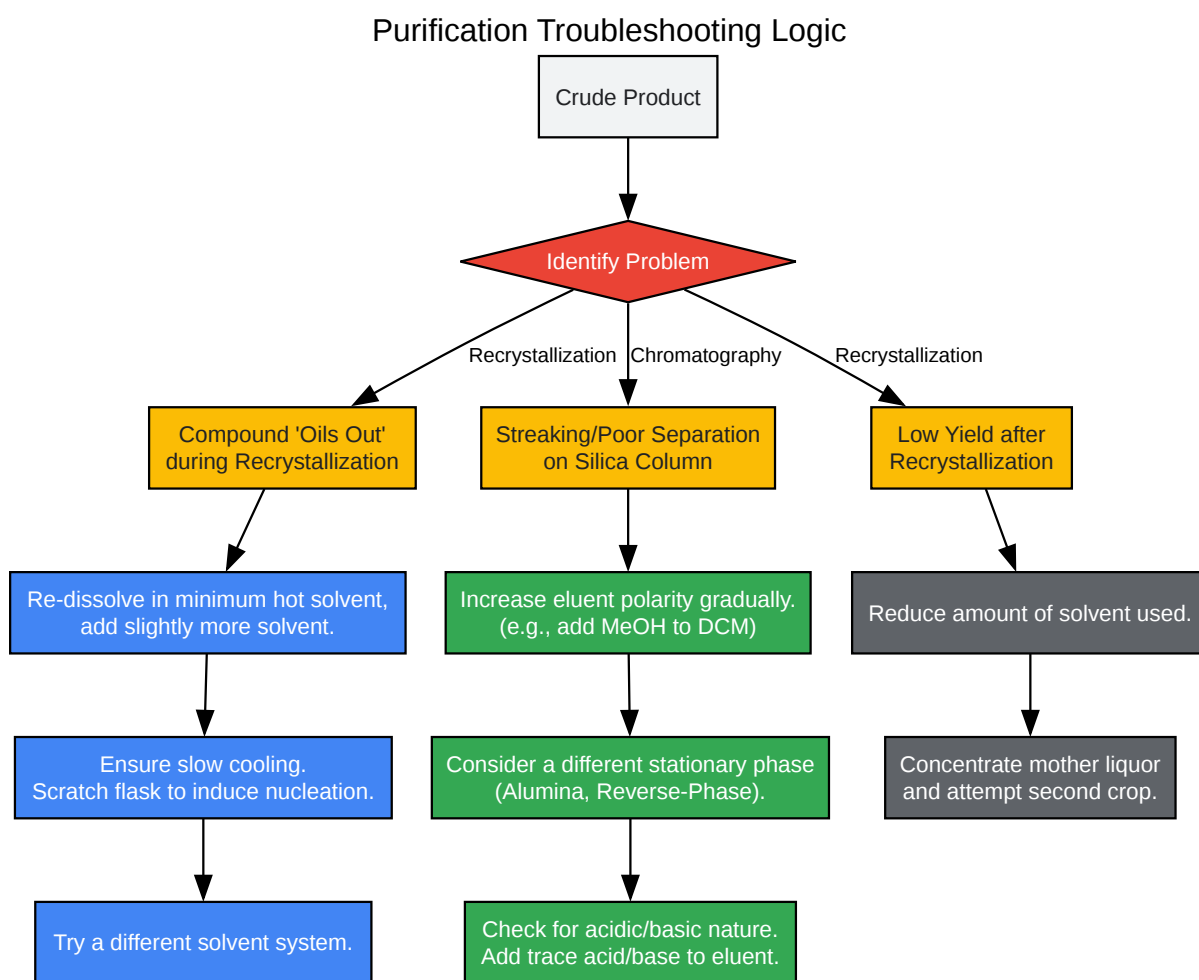 Purification Troubleshooting Logic
Crude Product
Identify Problem
Recrystallization
Chromatography
Recrystallization
Compound 'Oils Out'
during Recrystallization
Streaking/Poor Separation
on Silica Column
Low Yield after
Recrystallization
Re-dissolve in minimum hot solvent,
add slightly more solvent.
Increase eluent polarity gradually.
(e.g., add MeOH to DCM)
Reduce amount of solvent used.
Ensure slow cooling.
Scratch flask to induce nucleation.
Consider a different stationary phase
(Alumina, Reverse-Phase).
Concentrate mother liquor
and attempt second crop.
Try a different solvent system.
Check for acidic/basic nature.
Add trace acid/base to eluent.